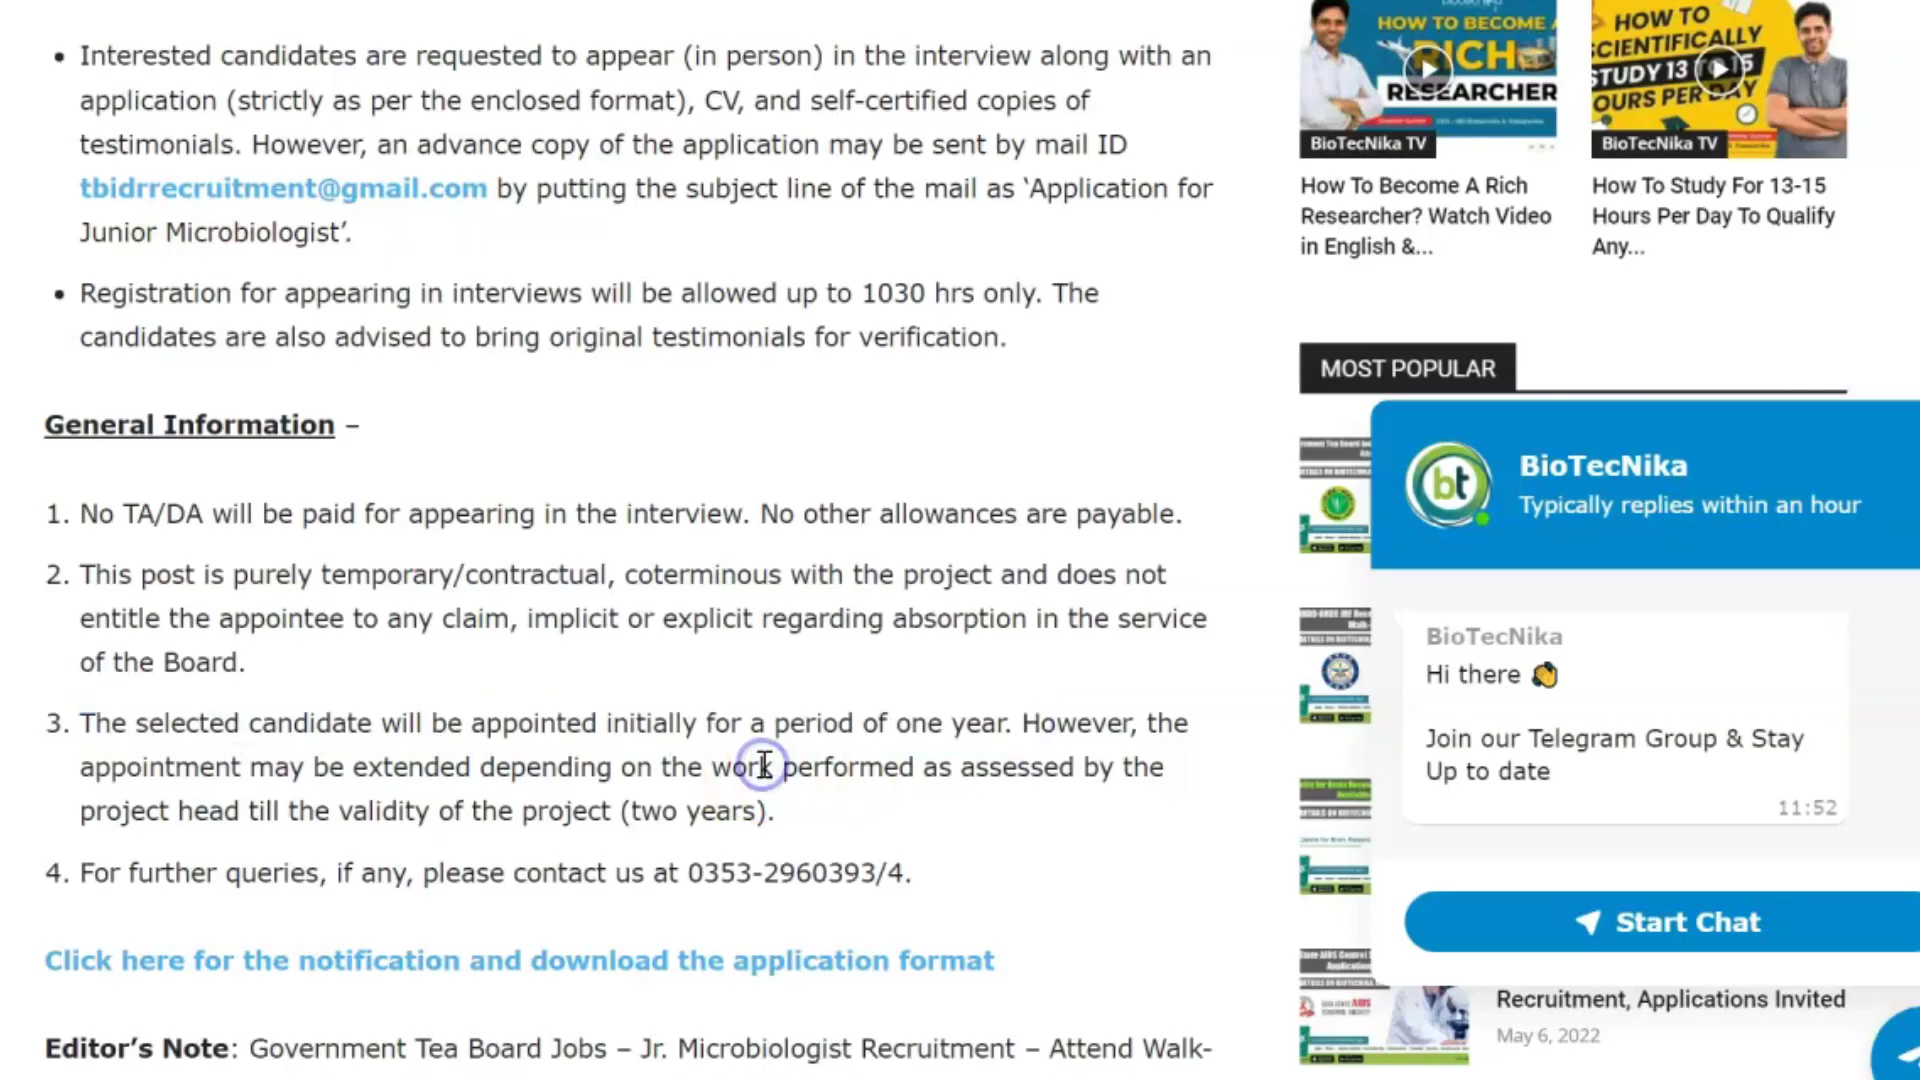 • Interested candidates are requested to appear (in person) in the interview along with an
application (strictly as per the enclosed format), CV, and self-certified copies of
testimonials. However, an advance copy of the application may be sent by mail ID
tbidrrecruitment@gmail.com by putting the subject line of the mail as ‘Application for
Junior Microbiologist’.
• Registration for appearing in interviews will be allowed up to 1030 hrs only. The
candidates are also advised to bring original testimonials for verification.
General Information –
1. No TA/DA will be paid for appearing in the interview. No other allowances are payable.
2. This post is purely temporary/contractual, coterminous with the project and does not
entitle the appointee to any claim, implicit or explicit regarding absorption in the service
of the Board.
3. The selected candidate will be appointed initially for a period of one year. However, the
appointment may be extended depending on the work performed as assessed by the
project head till the validity of the project (two years).
4. For further queries, if any, please contact us at 0353-2960393/4.
Click here for the notification and download the application format
Editor’s Note: Government Tea Board Jobs – Jr. Microbiologist Recruitment – Attend Walk-
HOW TO BECOME A
RICH
RESEARCHER
BioTecNika TV
How To Become A Rich
Researcher? Watch Video
in English &...
HOW TO
SCIENTIFICALLY
STUDY 13 TO 15
OURS PER DAY
BioTecNika TV
How To Study For 13-15
Hours Per Day To Qualify
Any...
MOST POPULAR
bt
BioTecNika
Typically replies within an hour
BioTecNika
Hi there
Join our Telegram Group & Stay
Up to date
11:52
Start Chat
Recruitment, Applications Invited
May 6, 2022